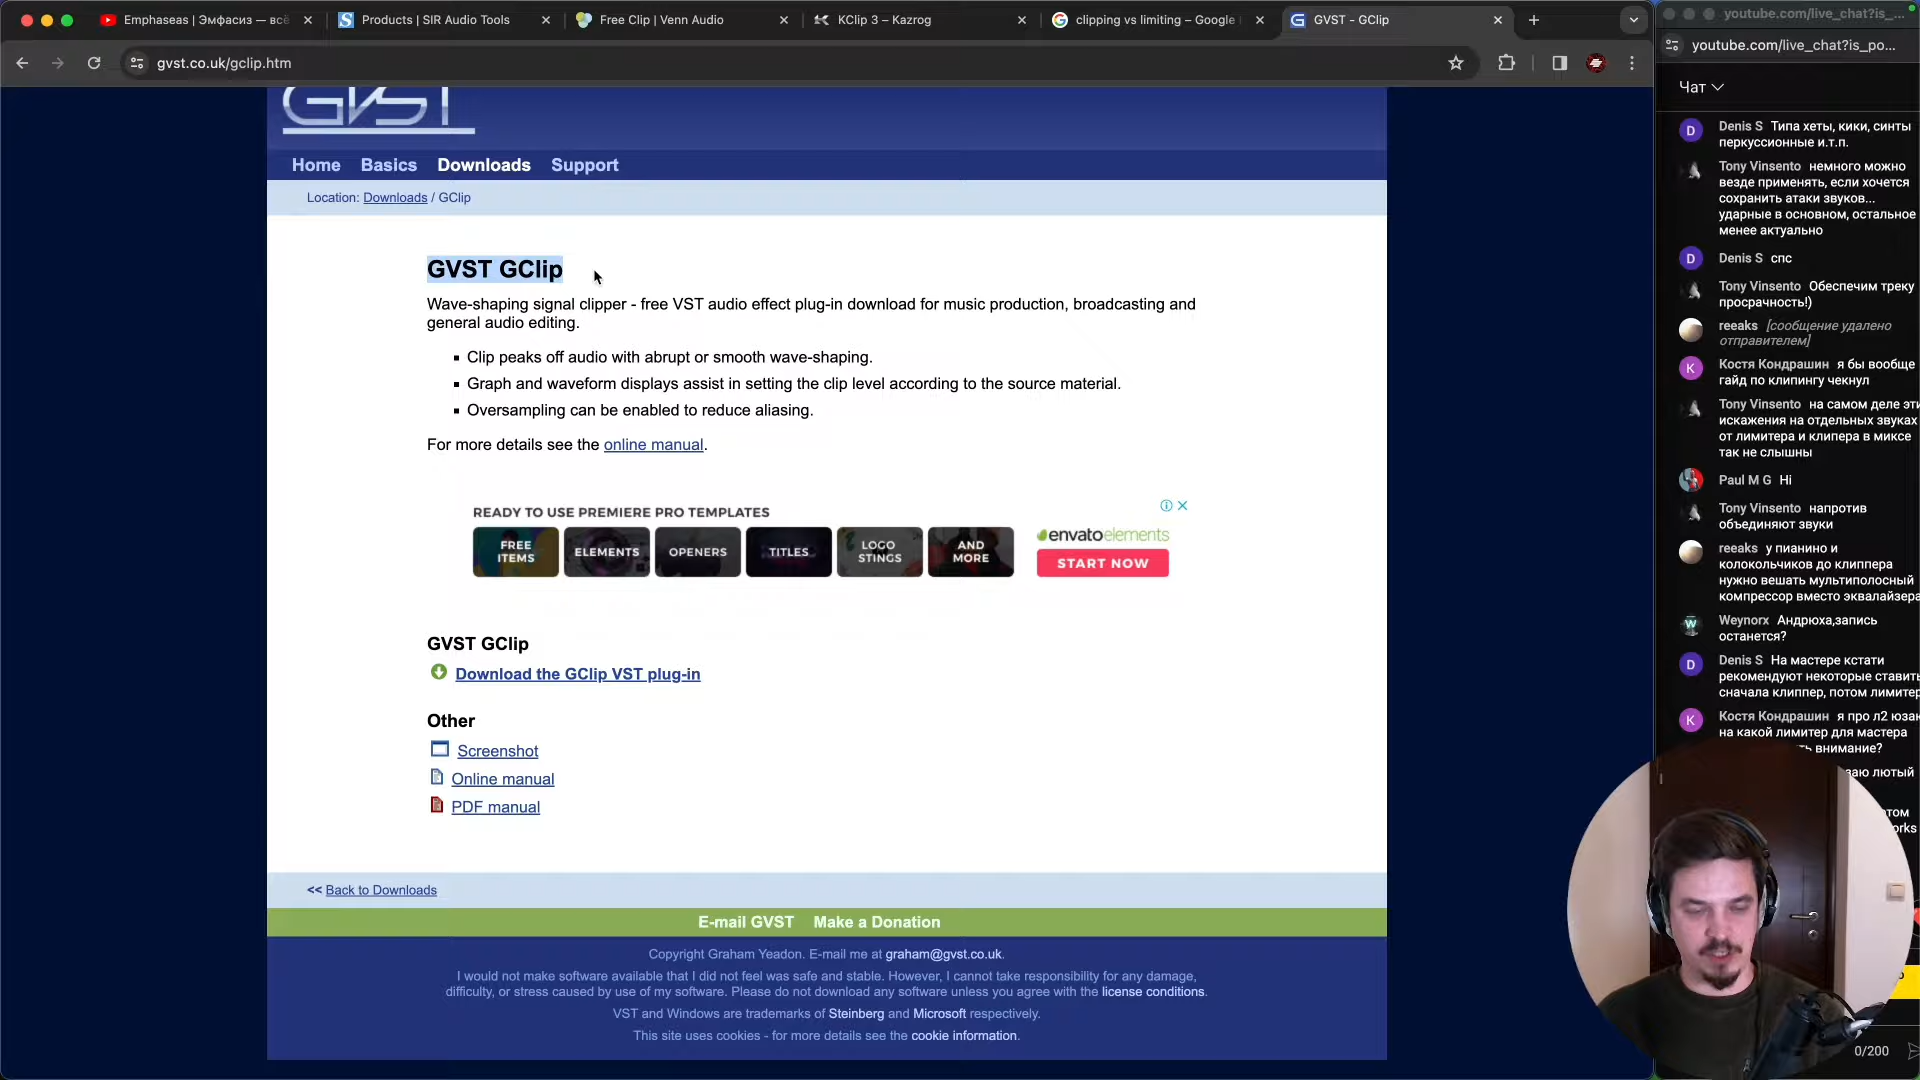 Emphaseas | Эмфасиз — всё
Products | SIR Audio Tools
Free Clip | Venn Audio
KClip 3 – Kazrog
clipping vs limiting – Google
GVST - GClip
gvst.co.uk/gclip.htm
GVST
Home Basics Downloads Support
Location: Downloads / GClip
GVST GClip
Wave-shaping signal clipper - free VST audio effect plug-in download for music production, broadcasting and
general audio editing.
Clip peaks off audio with abrupt or smooth wave-shaping.
Graph and waveform displays assist in setting the clip level according to the source material.
Oversampling can be enabled to reduce aliasing.
For more details see the online manual.
READY TO USE PREMIERE PRO TEMPLATES
FREE
ITEMS
ELEMENTS
OPENERS
TITLES
LOGO
STINGS
AND
MORE
envatoelements
START NOW
GVST GClip
Download the GClip VST plug-in
Other
Screenshot
Online manual
PDF manual
<< Back to Downloads
E-mail GVST Make a Donation
Copyright Graham Yeadon. E-mail me at graham@gvst.co.uk.
I would not make software available that I did not feel was safe and stable. However, I cannot take responsibility for any damage,
difficulty, or stress caused by use of my software. Please do not download any software unless you agree with the license conditions.
VST and Windows are trademarks of Steinberg and Microsoft respectively.
This site uses cookies - for more details see the cookie information.
youtube.com/live_chat?is_...
youtube.com/live_chat?is_po...
Чат
D
Denis S Типа хеты, кики, синты
перкуссионные и.т.п.
Tony Vinsento немного можно
везде применять, если хочется
сохранить атаки звуков...
ударные в основном, остальное
менее актуально
D
Denis S спс
Tony Vinsento Обеспечим треку
просрачность!)
reeaks [сообщение удалено
отправителем]
K
Костя Кондрашин я бы вообще
гайд по клипингу чекнул
Tony Vinsento на самом деле эти
искажения на отдельных звуках
от лимитера и клипера в миксе
так не слышны
Paul M G Hi
Tony Vinsento напротив
объединяют звуки
reeaks у пианино и
колокольчиков до клиппера
нужно вешать мультиполосный
компрессор вместо эквалайзера
W
Weynorx Андрюха,запись
останется?
D
Denis S На мастере кстати
рекомендуют некоторые ставить
сначала клиппер, потом лимитер
K
Костя Кондрашин я про л2 юзаю
на какой лимитер для мастера
внимание?
лютый
0/200